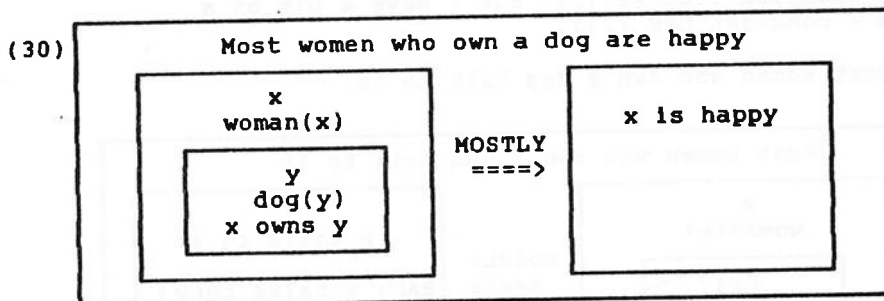 (30)
Most women who own a dog are happy
x
woman(x)
y
dog(y)
x owns y
MOSTLY
====>
x is happy